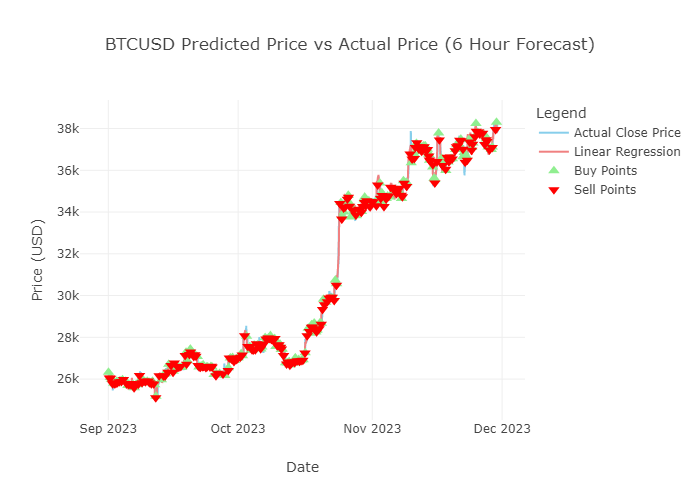 BTCUSD Predicted Price vs Actual Price (6 Hour Forecast)
Legend
Actual Close Price
Linear Regression
Buy Points
Sell Points
Price (USD)
38k
36k
34k
32k
30k
28k
26k
Sep 2023
Oct 2023
Nov 2023
Dec 2023
Date